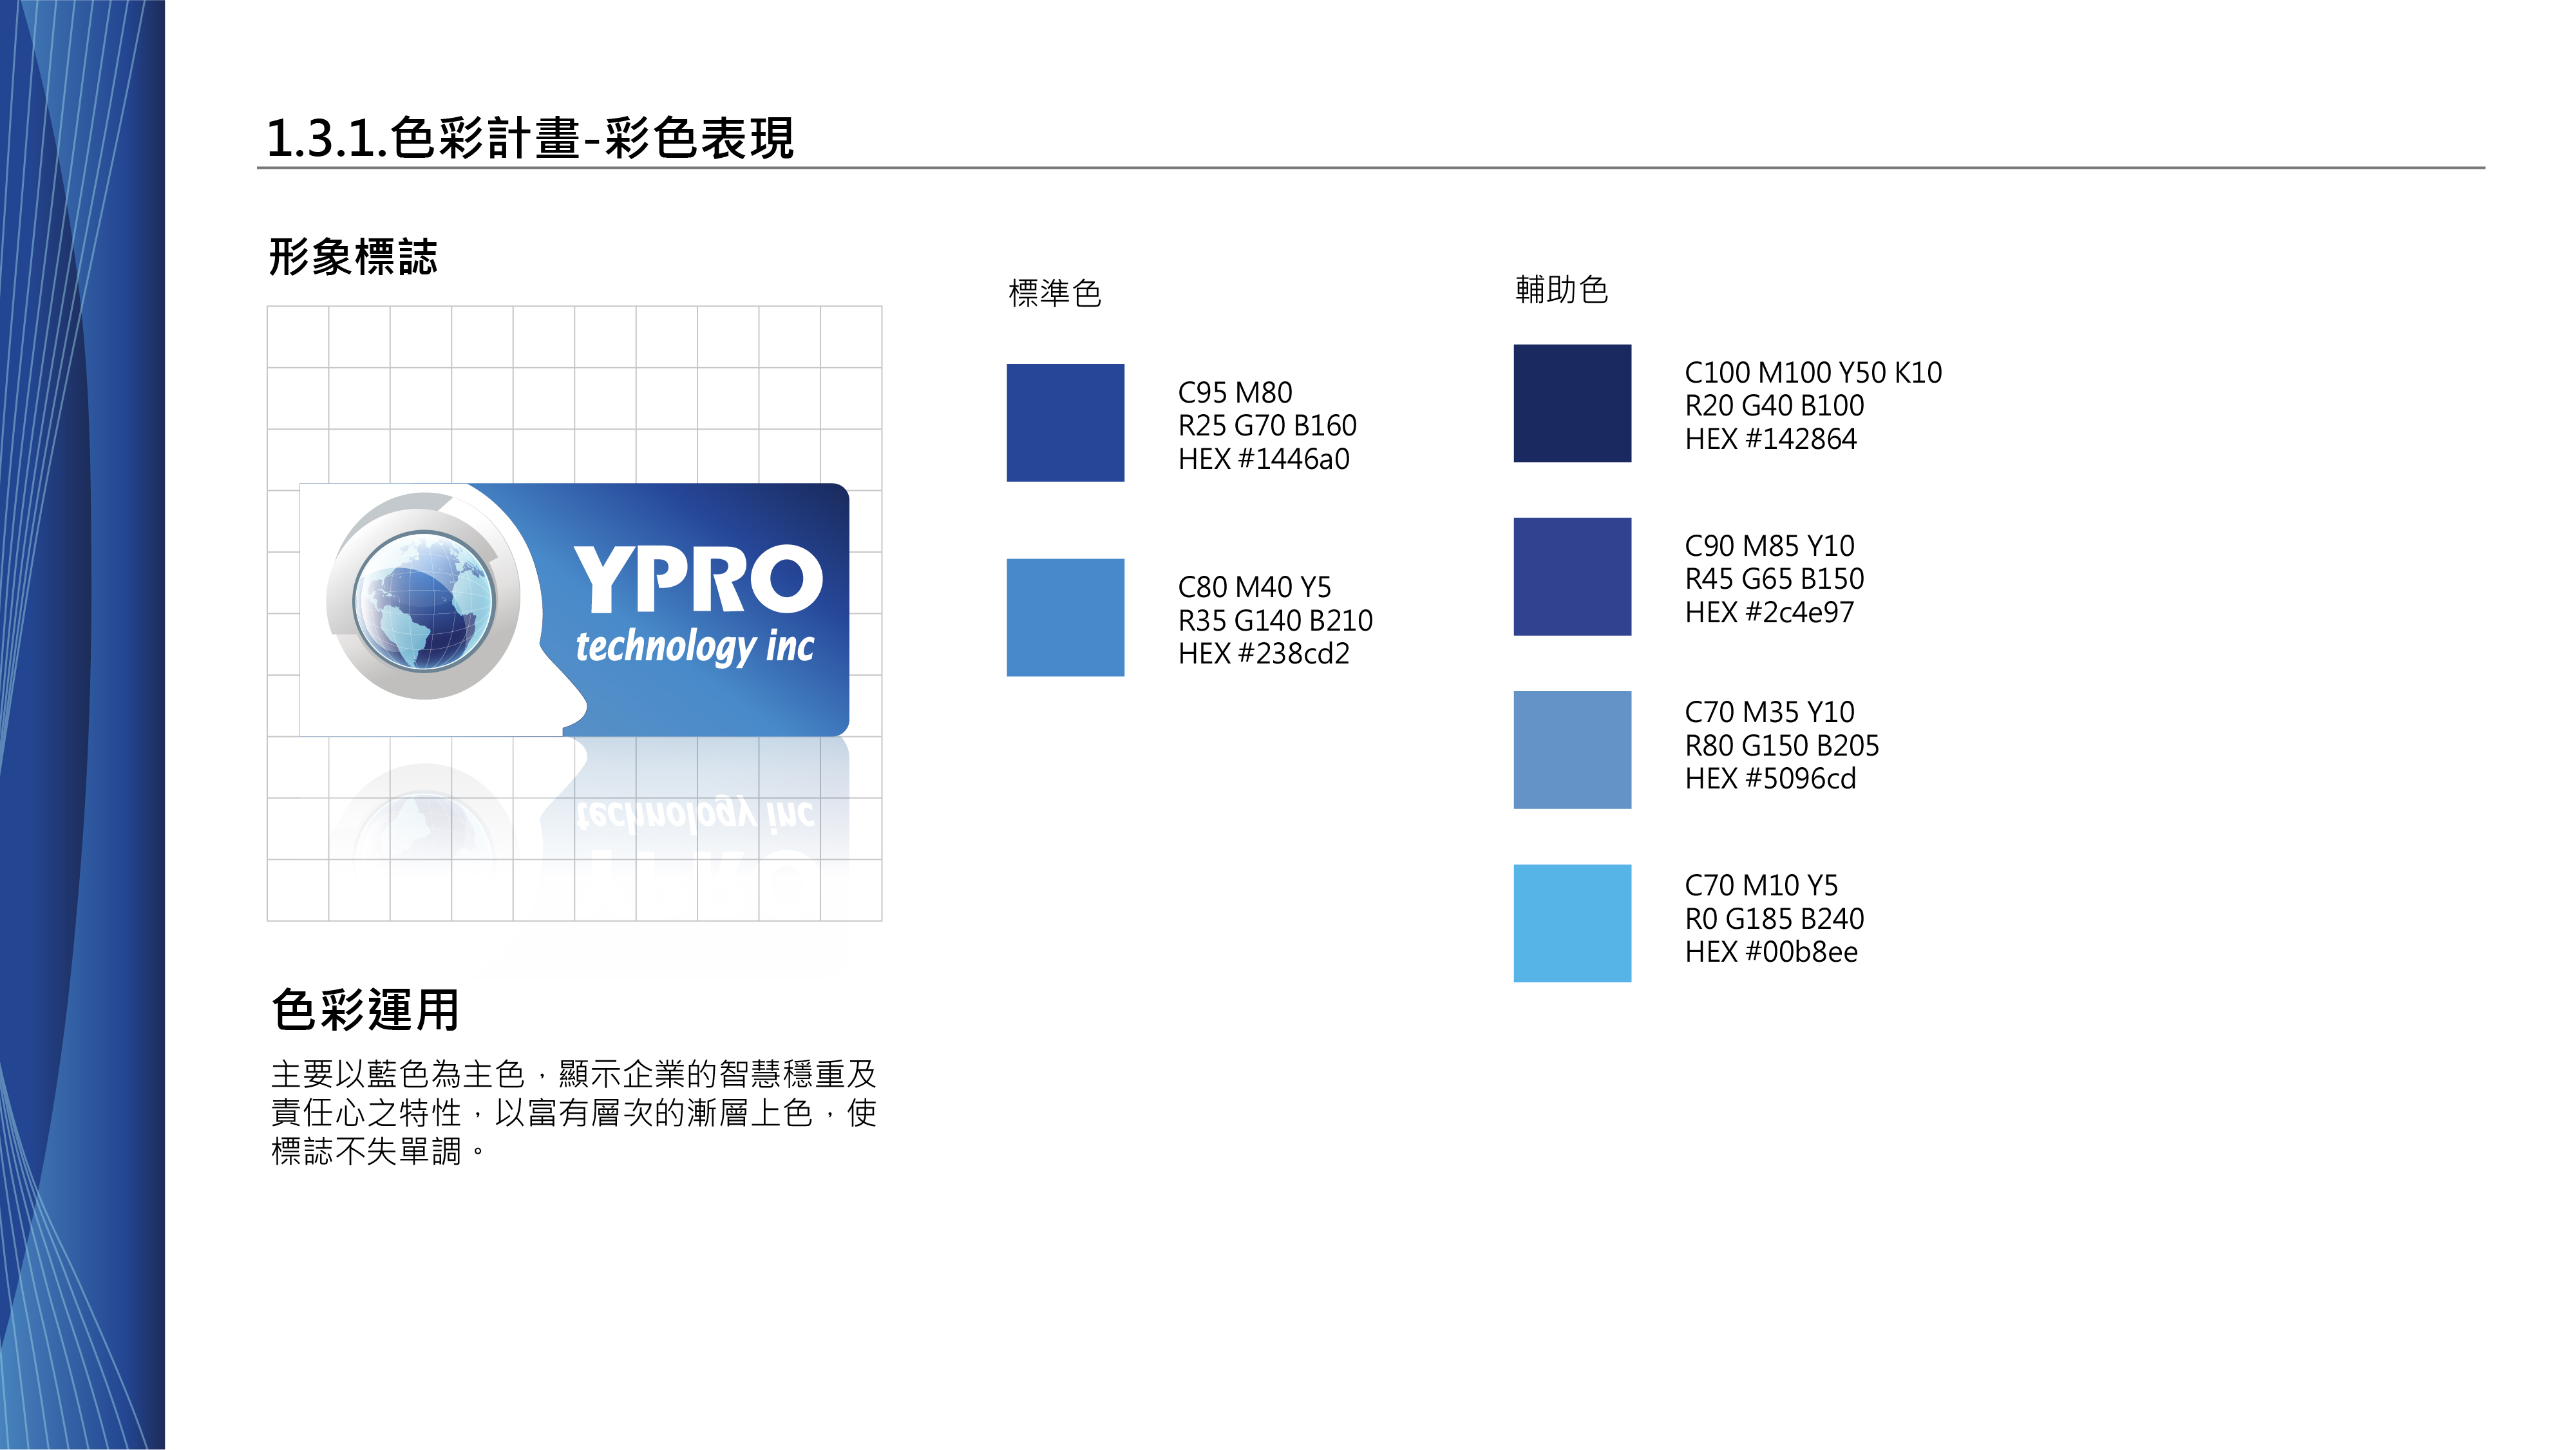 1.3.1.色彩計畫-彩色表現
形象標誌
YPRO
technology inc
technology inc
標準色
C95 M80
R25 G70 B160
HEX #1446a0
C80 M40 Y5
R35 G140 B210
HEX #238cd2
輔助色
C100 M100 Y50 K10
R20 G40 B100
HEX #142864
C90 M85 Y10
R45 G65 B150
HEX #2c4e97
C70 M35 Y10
R80 G150 B205
HEX #5096cd
C70 M10 Y5
R0 G185 B240
HEX #00b8ee
色彩運用
主要以藍色為主色，顯示企業的智慧穩重及
責任心之特性，以富有層次的漸層上色，使
標誌不失單調。